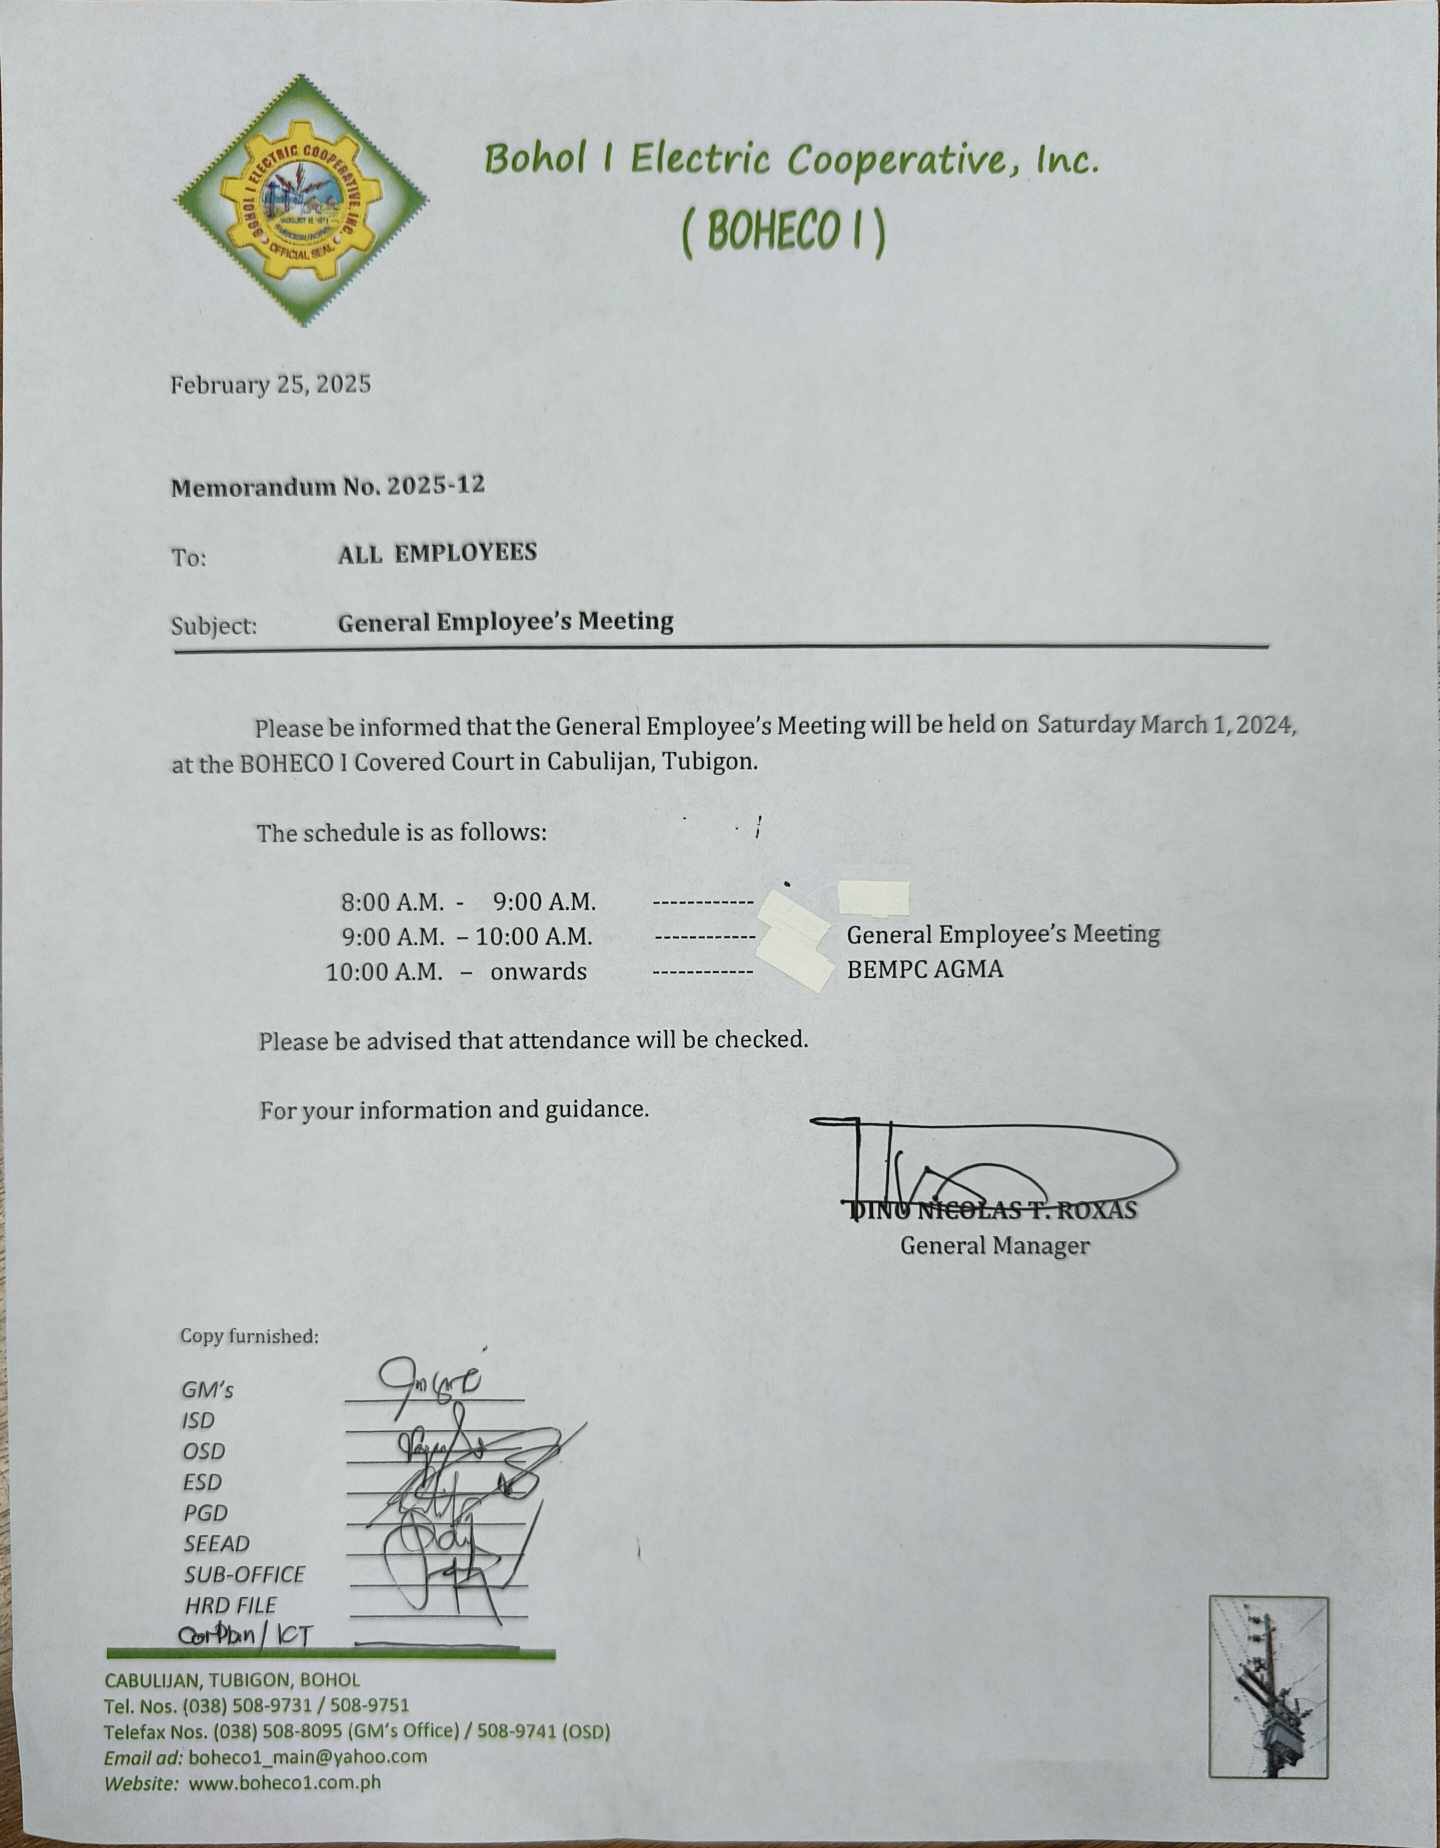 BOHOL I ELECTRIC COOPERATIVE, INC.
OFFICIAL SEAL
Bohol I Electric Cooperative, Inc.
( BOHECO I )
February 25, 2025
Memorandum No. 2025-12
To: ALL EMPLOYEES
Subject: General Employee's Meeting
Please be informed that the General Employee's Meeting will be held on Saturday March 1, 2024,
at the BOHECO I Covered Court in Cabulijan, Tubigon.
The schedule is as follows:
8:00 A.M. - 9:00 A.M. ------------
9:00 A.M. – 10:00 A.M. ------------ General Employee's Meeting
10:00 A.M. – onwards ------------ BEMPC AGMA
Please be advised that attendance will be checked.
For your information and guidance.
DINO NICOLAS T. ROXAS
General Manager
Copy furnished:
GM's
ISD
OSD
ESD
PGD
SEEAD
SUB-OFFICE
HRD FILE
CorPlan / ICT
CABULIJAN, TUBIGON, BOHOL
Tel. Nos. (038) 508-9731 / 508-9751
Telefax Nos. (038) 508-8095 (GM's Office) / 508-9741 (OSD)
Email ad: boheco1_main@yahoo.com
Website: www.boheco1.com.ph